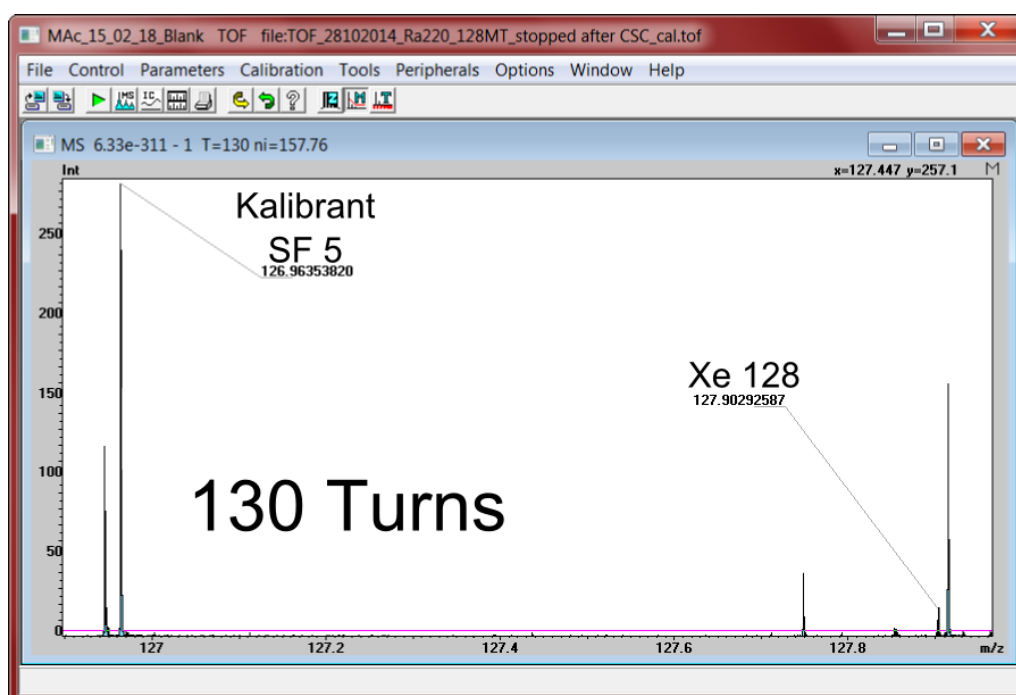 MAc_15_02_18_Blank TOF file:TOF_28102014_Ra220_128MT_stopped after CSC_cal.tof
File Control Parameters Calibration Tools Peripherals Options Window Help
MS 6.33e-311 - 1 T=130 ni=157.76
Int
x=127.447 y=257.1 M
Kalibrant
SF 5
126.96353820
250
200
Xe 128
127.90292587
150
100
130 Turns
50
0
127 127.2 127.4 127.6 127.8 m/z